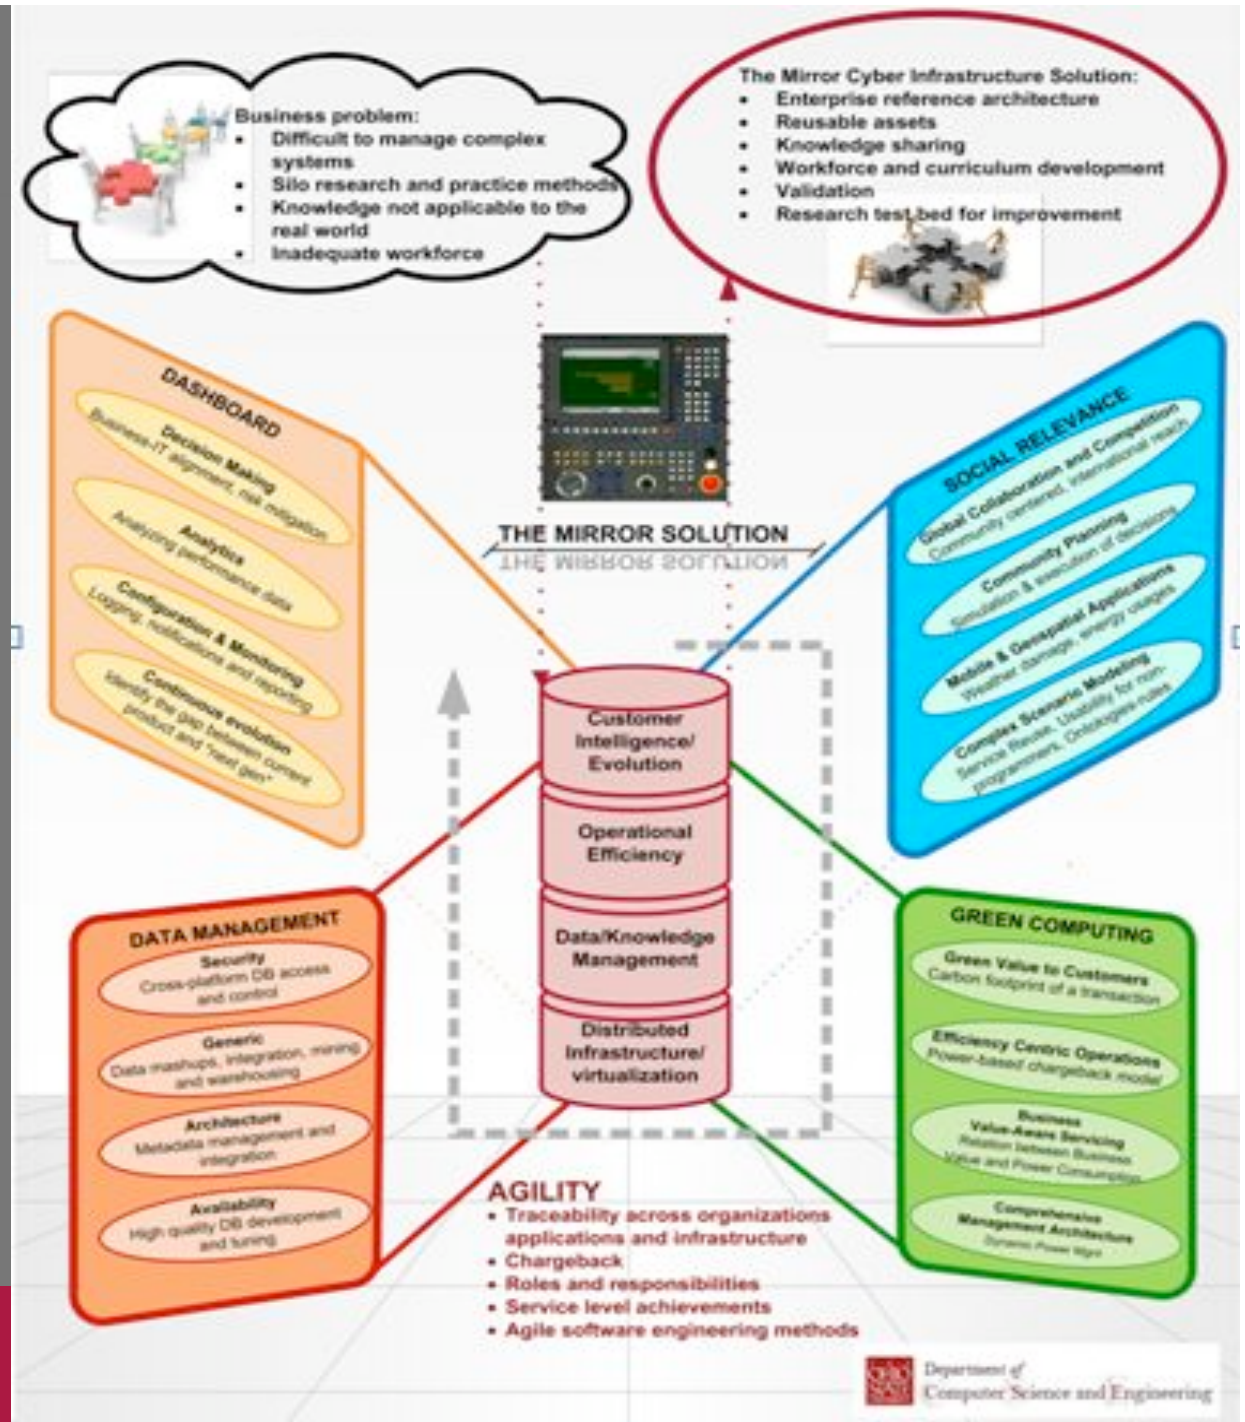 Business problem:
• Difficult to manage complex
systems
• Silo research and practice methods
• Knowledge not applicable to the
real world
• Inadequate workforce
The Mirror Cyber Infrastructure Solution:
• Enterprise reference architecture
• Reusable assets
• Knowledge sharing
• Workforce and curriculum development
• Validation
• Research test bed for improvement
DASHBOARD
Decision Making
Business-IT alignment, risk mitigation
Analytics
Analyzing performance data
Configuration & Monitoring
Logging, notifications and reporting
Continuous evolution
Identify the gap between current
product and "next gen"
THE MIRROR SOLUTION
THE MIRROR SOLUTION
SOCIAL RELEVANCE
Global Collaboration and Competition
Community centered, international reach
Community Planning
Simulation & execution of decisions
Mobile & Geospatial Applications
Weather damage, energy usages
Complex Scenario Modeling
Service Reuse, Usability for non-
programmers, Ontologies rules
Customer
Intelligence/
Evolution
Operational
Efficiency
Data/Knowledge
Management
Distributed
Infrastructure/
virtualization
DATA MANAGEMENT
Security
Cross-platform DB access
and control
Generic
Data mashups, integration, mining
and warehousing
Architecture
Metadata management and
integration
Availability
High quality DB development
and tuning
GREEN COMPUTING
Green Value to Customers
Carbon footprint of a transaction
Efficiency Centric Operations
Power-based chargeback model
Business
Value-Aware Servicing
Relation between Business
Value and Power Consumption
Comprehensive
Management Architecture
Dynamic Power Mgmt
AGILITY
• Traceability across organizations
applications and infrastructure
• Chargeback
• Roles and responsibilities
• Service level achievements
• Agile software engineering methods
Department of
Computer Science and Engineering